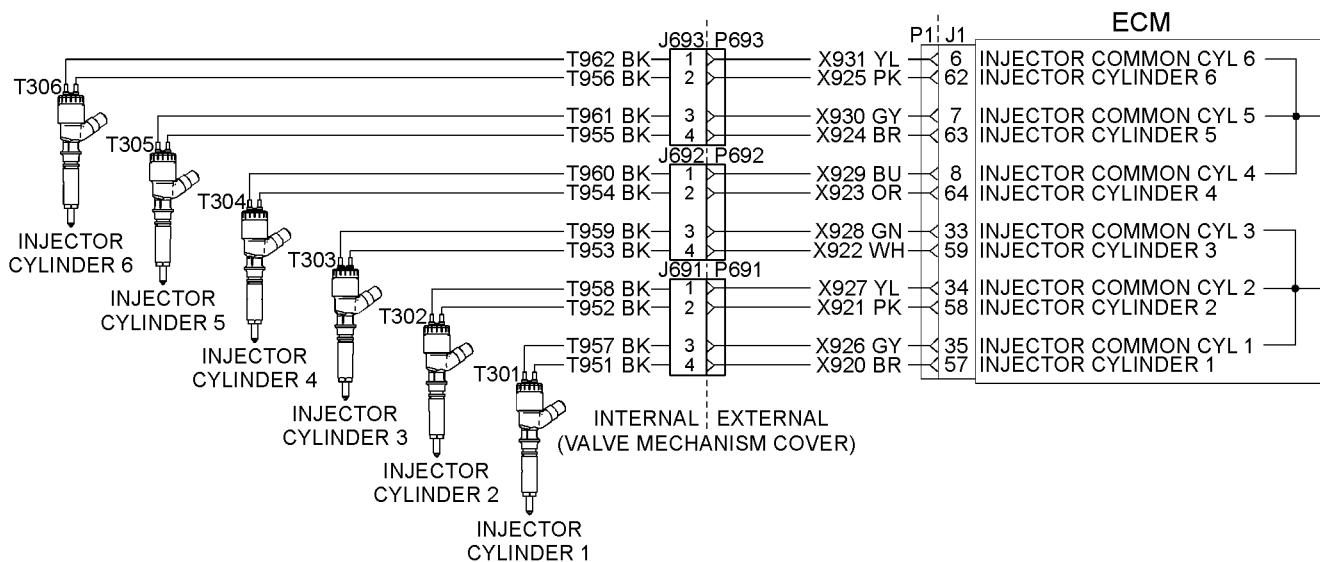 ECM
J693 P693
P1 J1
T962 BK 1 X931 YL 6 INJECTOR COMMON CYL 6
T956 BK 2 X925 PK 62 INJECTOR CYLINDER 6
T306
T961 BK 3 X930 GY 7 INJECTOR COMMON CYL 5
T955 BK 4 X924 BR 63 INJECTOR CYLINDER 5
T305
J692 P692
T960 BK 1 X929 BU 8 INJECTOR COMMON CYL 4
T954 BK 2 X923 OR 64 INJECTOR CYLINDER 4
T304
T959 BK 3 X928 GN 33 INJECTOR COMMON CYL 3
T953 BK 4 X922 WH 59 INJECTOR CYLINDER 3
T303
J691 P691
T958 BK 1 X927 YL 34 INJECTOR COMMON CYL 2
T952 BK 2 X921 PK 58 INJECTOR CYLINDER 2
T302
T957 BK 3 X926 GY 35 INJECTOR COMMON CYL 1
T951 BK 4 X920 BR 57 INJECTOR CYLINDER 1
T301
INJECTOR
CYLINDER 6
INJECTOR
CYLINDER 5
INJECTOR
CYLINDER 4
INJECTOR
CYLINDER 3
INJECTOR
CYLINDER 2
INJECTOR
CYLINDER 1
INTERNAL EXTERNAL
(VALVE MECHANISM COVER)